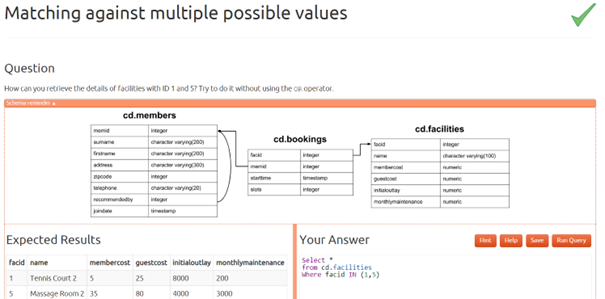 Matching against multiple possible values
Question
How can you retrieve the details of facilities with ID 1 and 5? Try to do it without using the OR operator.
Schema reminder ▲
cd.members
memid integer
surname character varying(200)
firstname character varying(200)
address character varying(300)
zipcode integer
telephone character varying(20)
recommendedby integer
joindate timestamp
cd.bookings
facid integer
memid integer
starttime timestamp
slots integer
cd.facilities
facid integer
name character varying(100)
membercost numeric
guestcost numeric
initialoutlay numeric
monthlymaintenance numeric
Expected Results
facid name membercost guestcost initialoutlay monthlymaintenance
1 Tennis Court 2 5 25 8000 200
5 Massage Room 2 35 80 4000 3000
Your Answer
Hint Help Save Run Query
Select *
from cd.facilities
Where facid IN (1,5)